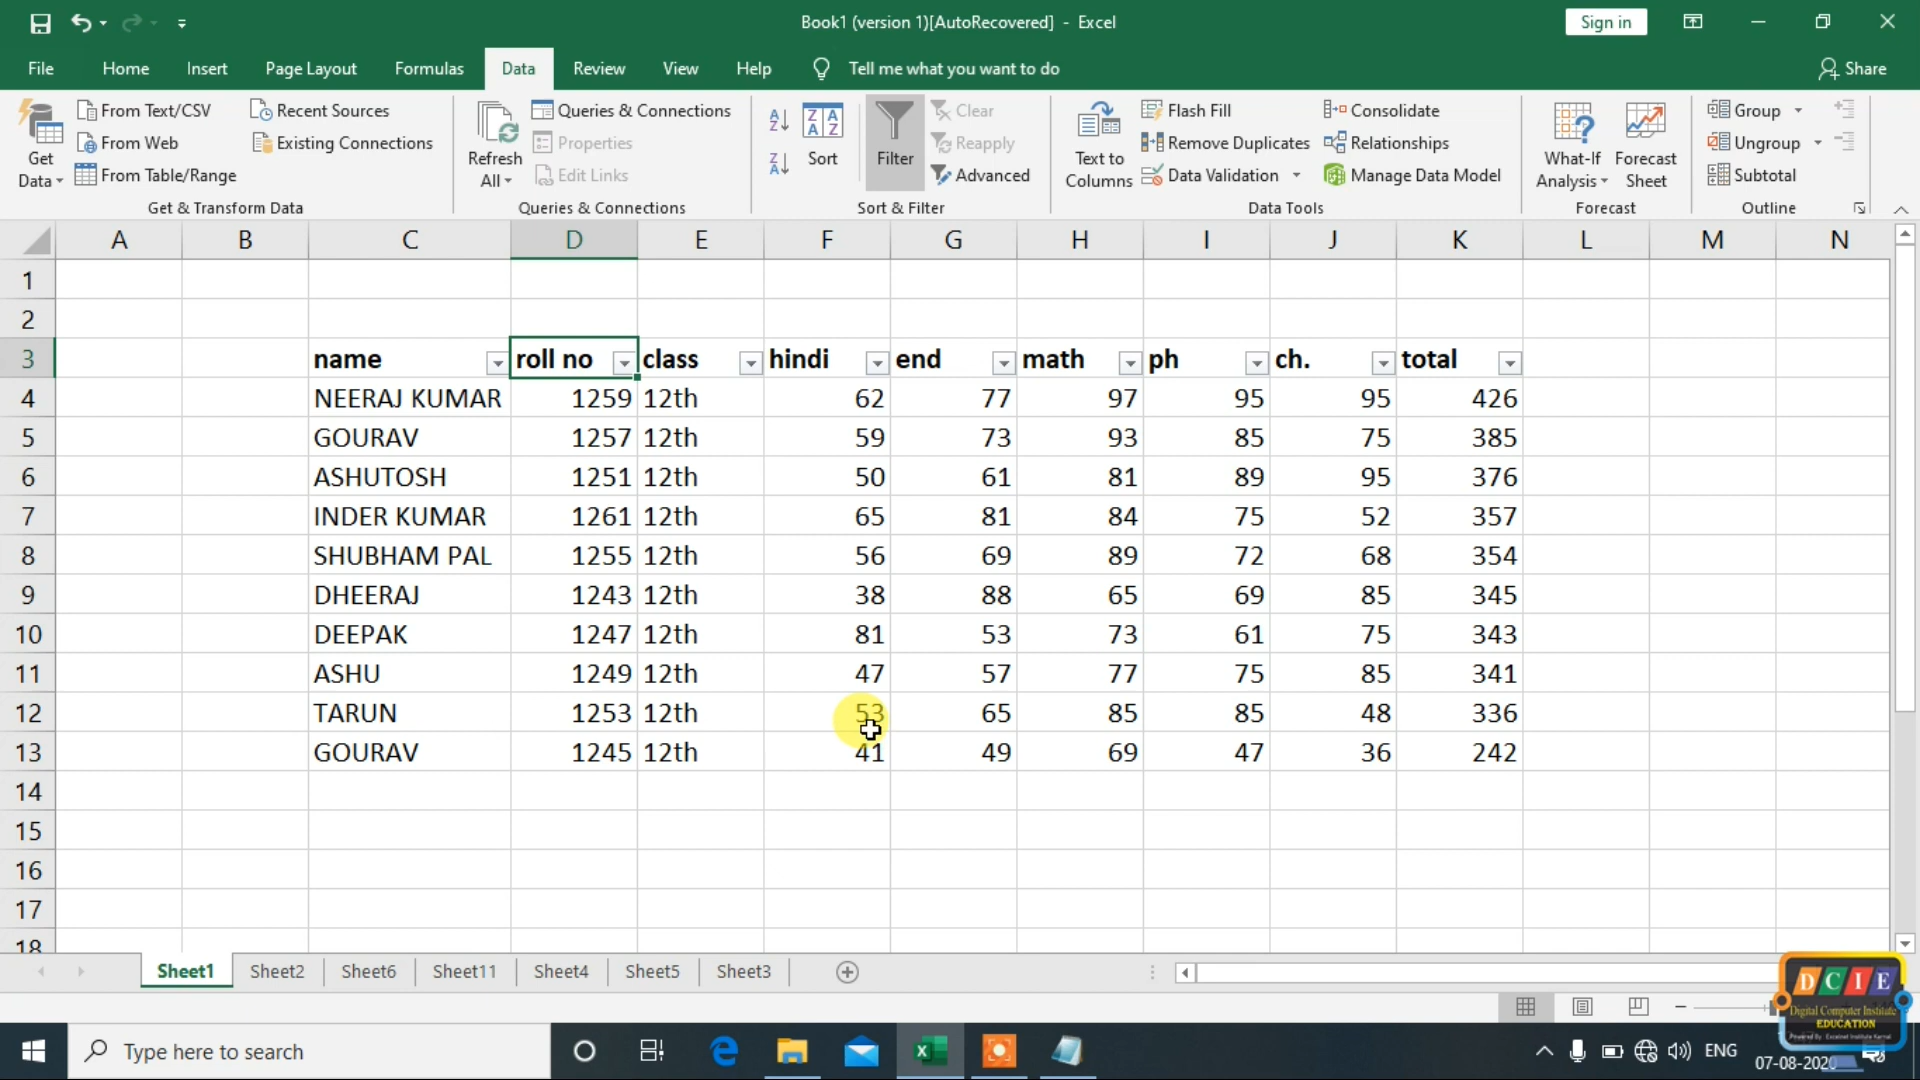 Book1 (version 1)[AutoRecovered] - Excel
Sign in
File Home Insert Page Layout Formulas Data Review View Help Tell me what you want to do Share
Get Data
From Text/CSV
From Web
From Table/Range
Recent Sources
Existing Connections
Get & Transform Data
Refresh All
Queries & Connections
Properties
Edit Links
Queries & Connections
Sort
Filter
Clear
Reapply
Advanced
Sort & Filter
Text to Columns
Flash Fill
Remove Duplicates
Data Validation
Consolidate
Relationships
Manage Data Model
Data Tools
What-If Analysis
Forecast Sheet
Forecast
Group
Ungroup
Subtotal
Outline
A B C D E F G H I J K L M N
1
2
3 name roll no class hindi end math ph ch. total
4 NEERAJ KUMAR 1259 12th 62 77 97 95 95 426
5 GOURAV 1257 12th 59 73 93 85 75 385
6 ASHUTOSH 1251 12th 50 61 81 89 95 376
7 INDER KUMAR 1261 12th 65 81 84 75 52 357
8 SHUBHAM PAL 1255 12th 56 69 89 72 68 354
9 DHEERAJ 1243 12th 38 88 65 69 85 345
10 DEEPAK 1247 12th 81 53 73 61 75 343
11 ASHU 1249 12th 47 57 77 75 85 341
12 TARUN 1253 12th 53 65 85 85 48 336
13 GOURAV 1245 12th 41 49 69 47 36 242
14
15
16
17
18
Sheet1 Sheet2 Sheet6 Sheet11 Sheet4 Sheet5 Sheet3
DCIE
Digital Computer Institute
EDUCATION
Type here to search
ENG
07-08-2020